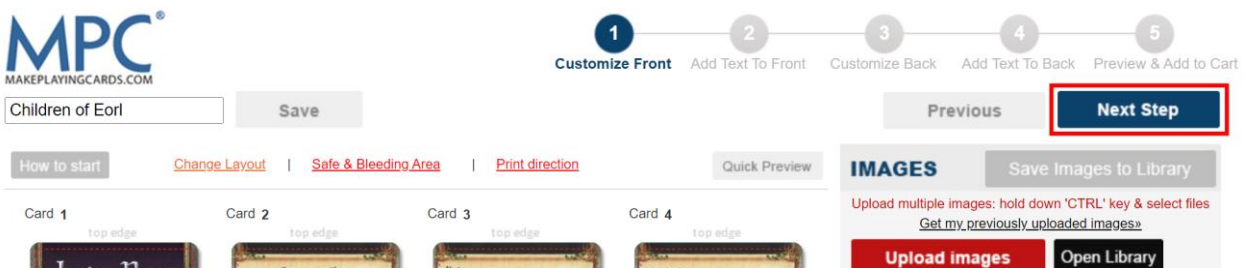 MPC®
MAKEPLAYINGCARDS.COM
1 2 3 4 5
Customize Front Add Text To Front Customize Back Add Text To Back Preview & Add to Cart
Children of Eorl Save Previous Next Step
How to start Change Layout | Safe & Bleeding Area | Print direction Quick Preview
IMAGES Save Images to Library
Upload multiple images: hold down 'CTRL' key & select files
Get my previously uploaded images»
Upload images Open Library
Card 1 Card 2 Card 3 Card 4
top edge top edge top edge top edge